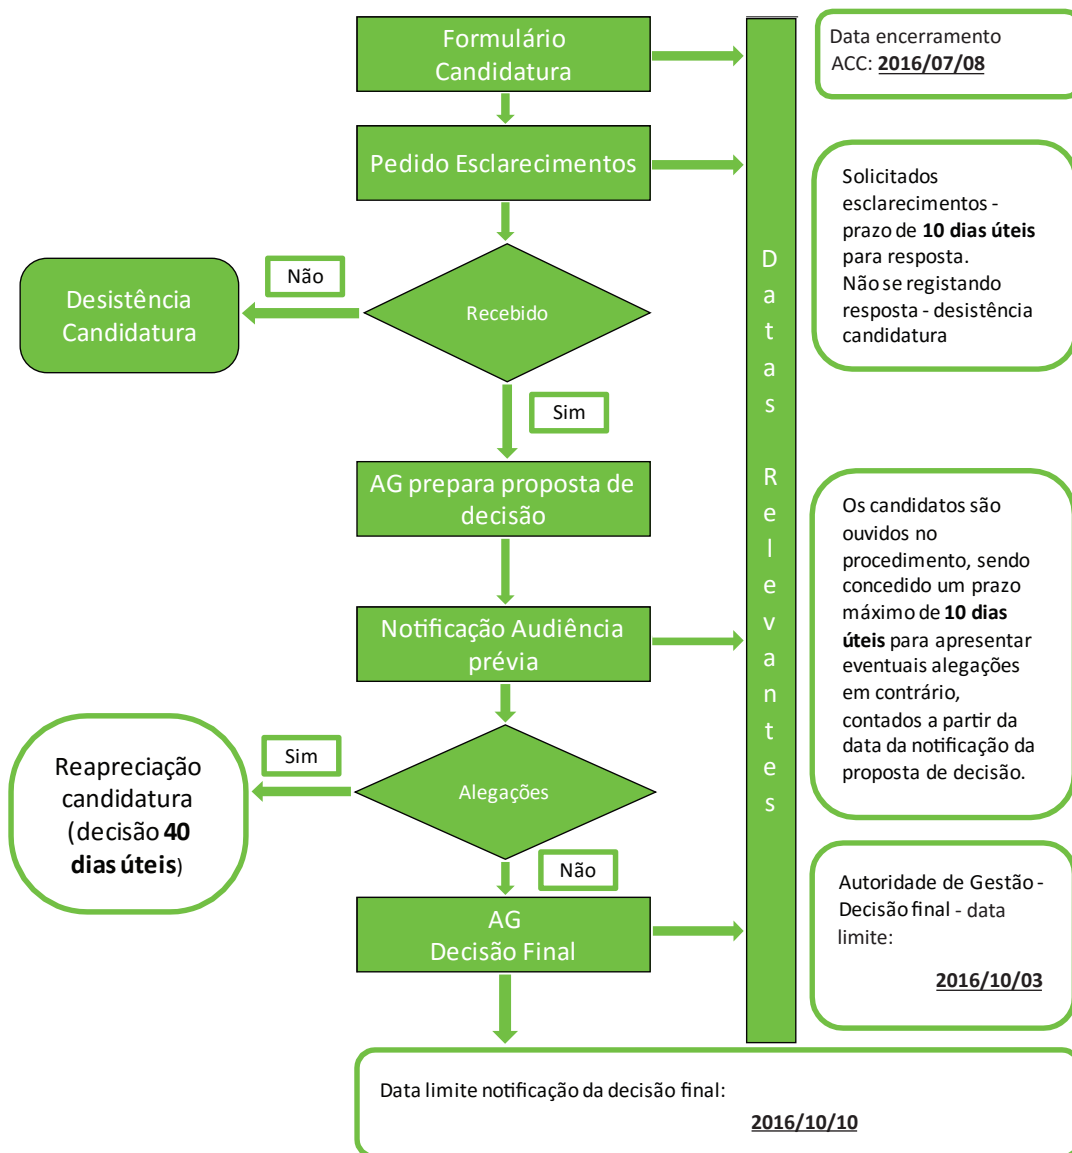 Formulário
Candidatura
Data encerramento
ACC: 2016/07/08
Pedido Esclarecimentos
Solicitados
esclarecimentos -
prazo de 10 dias úteis
para resposta.
Não se registando
resposta - desistência
candidatura
Não
Desistência
Candidatura
Recebido
Sim
Datas Relevantes
AG prepara proposta de
decisão
Os candidatos são
ouvidos no
procedimento, sendo
concedido um prazo
máximo de 10 dias
úteis para apresentar
eventuais alegações
em contrário,
contados a partir da
data da notificação da
proposta de decisão.
Notificação Audiência
prévia
Sim
Reapreciação
candidatura
(decisão 40
dias úteis)
Alegações
Não
AG
Decisão Final
Autoridade de Gestão -
Decisão final - data
limite:
2016/10/03
Data limite notificação da decisão final:
2016/10/10